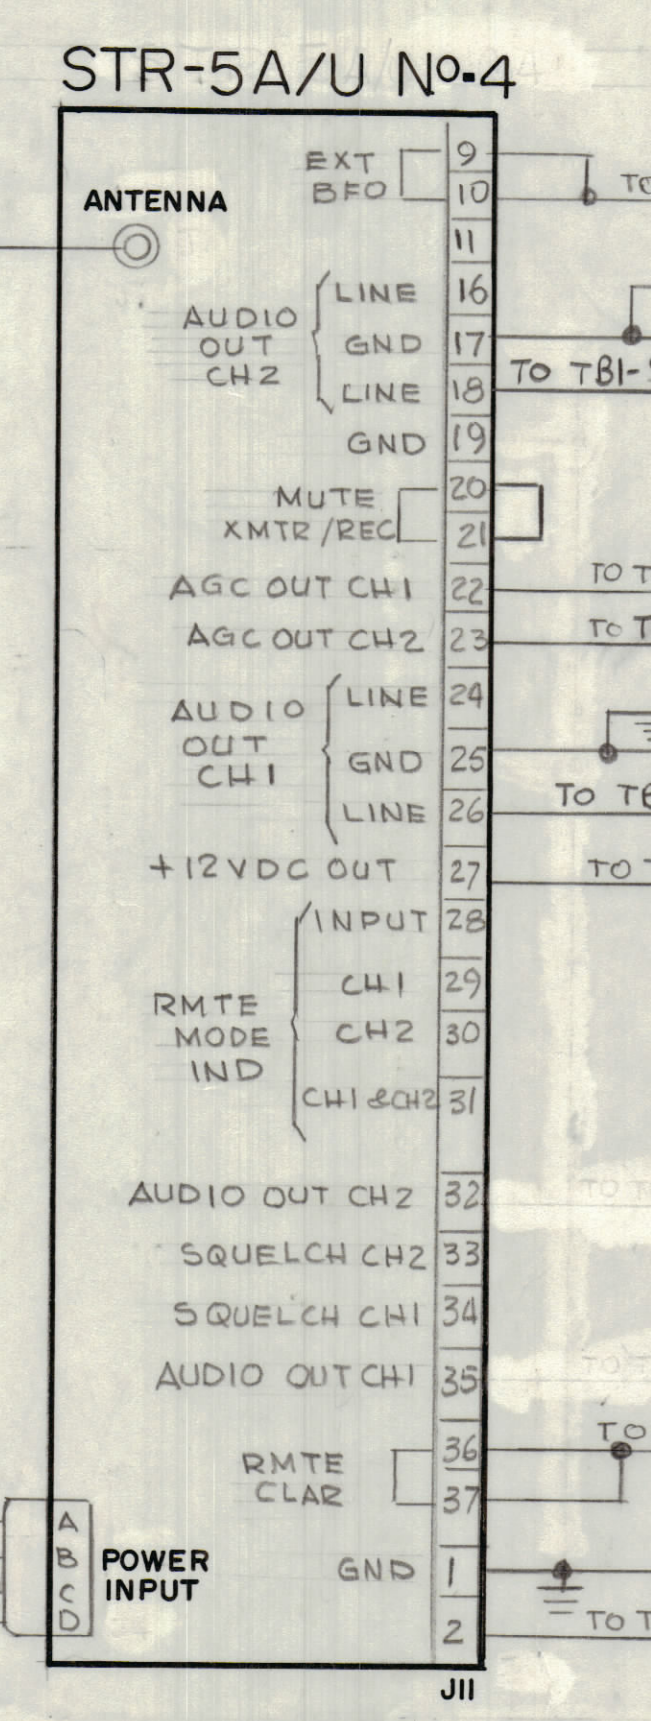 STR-5A/U Nº.4
EXT 9
BFO 10
TO
ANTENNA
11
LINE 16
AUDIO
OUT GND 17
CH2
TO TB1-
LINE 18
GND 19
MUTE 20
XMTR/REC 21
AGC OUT CH1 22 TO T
AGC OUT CH2 23 TO T
LINE 24
AUDIO
OUT GND 25
CH1
LINE 26 TO TB
+12VDC OUT 27 TO T
INPUT 28
CH1 29
RMTE
MODE CH2 30
IND
CH1 &CH2 31
AUDIO OUT CH2 32 TO T
SQUELCH CH2 33
SQUELCH CH1 34
AUDIO OUT CH1 35 TO T
TO
RMTE 36
CLAR 37
A
B
C
D
POWER
INPUT
GND 1
2 TO T
J11